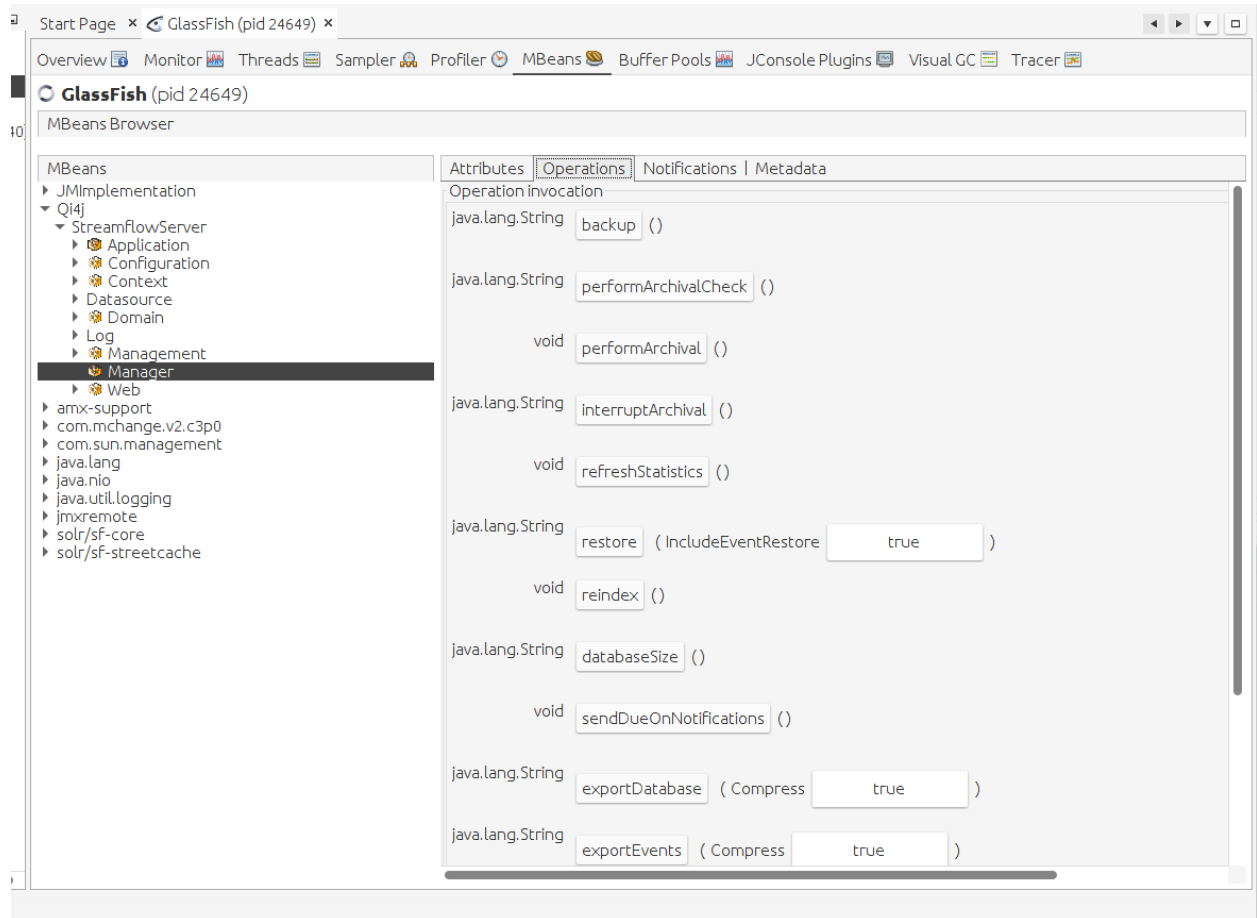 Start Page × GlassFish (pid 24649) ×
Overview Monitor Threads Sampler Profiler MBeans Buffer Pools JConsole Plugins Visual GC Tracer
GlassFish (pid 24649)
MBeans Browser
MBeans
JMImplementation
Qi4j
StreamflowServer
Application
Configuration
Context
Datasource
Domain
Log
Management
Manager
Web
amx-support
com.mchange.v2.c3p0
com.sun.management
java.lang
java.nio
java.util.logging
jmxremote
solr/sf-core
solr/sf-streetcache
Attributes Operations Notifications | Metadata
Operation invocation
java.lang.String backup ()
java.lang.String performArchivalCheck ()
void performArchival ()
java.lang.String interruptArchival ()
void refreshStatistics ()
java.lang.String restore ( IncludeEventRestore true )
void reindex ()
java.lang.String databaseSize ()
void sendDueOnNotifications ()
java.lang.String exportDatabase ( Compress true )
java.lang.String exportEvents ( Compress true )